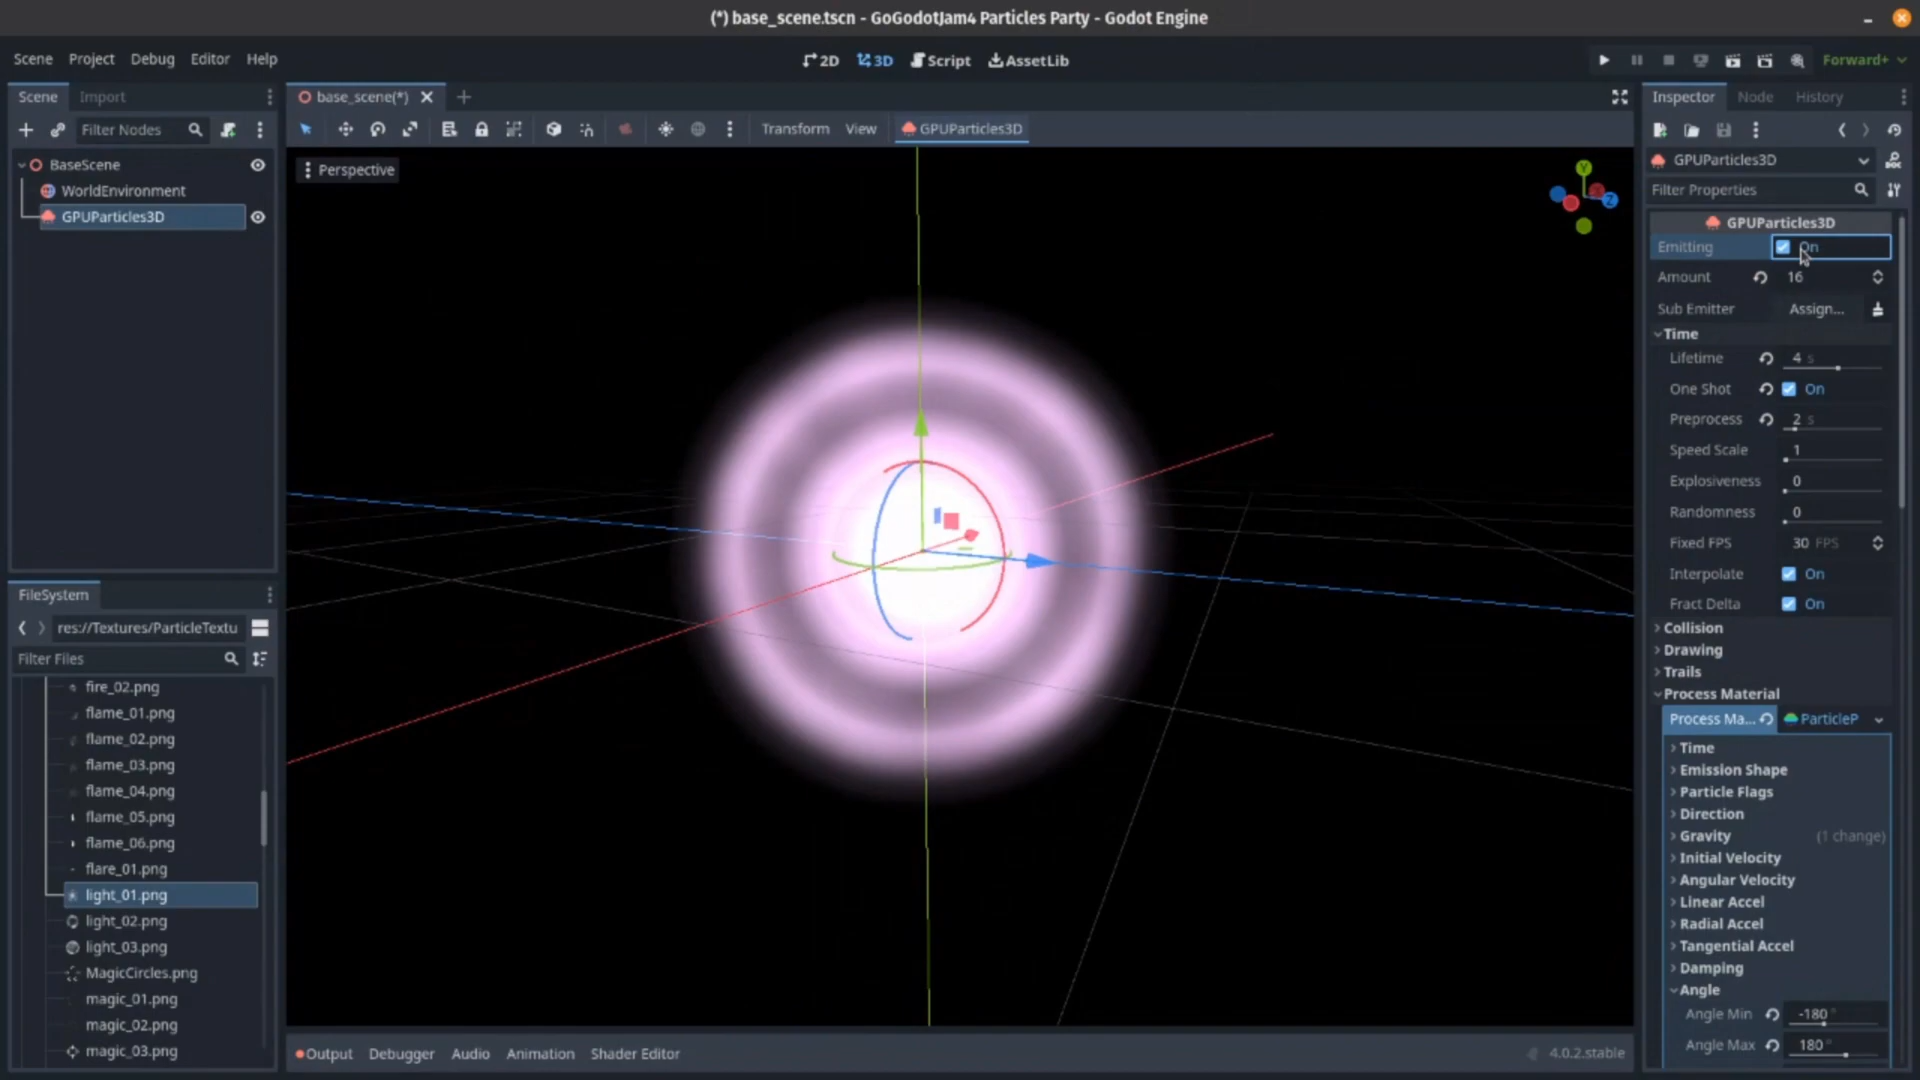 (*) base_scene.tscn - GoGodotJam4 Particles Party - Godot Engine
Scene Project Debug Editor Help
2D 3D Script AssetLib
Forward+
Scene Import
Filter Nodes
BaseScene
WorldEnvironment
GPUParticles3D
FileSystem
res://Textures/ParticleTextu
Filter Files
fire_02.png
flame_01.png
flame_02.png
flame_03.png
flame_04.png
flame_05.png
flame_06.png
flare_01.png
light_01.png
light_02.png
light_03.png
MagicCircles.png
magic_01.png
magic_02.png
magic_03.png
base_scene(*)
Transform View GPUParticles3D
Perspective
Y
Z
Output Debugger Audio Animation Shader Editor
4.0.2.stable
Inspector Node History
GPUParticles3D
Filter Properties
GPUParticles3D
Emitting On
Amount 16
Sub Emitter Assign...
Time
Lifetime 4 s
One Shot On
Preprocess 2 s
Speed Scale 1
Explosiveness 0
Randomness 0
Fixed FPS 30 FPS
Interpolate On
Fract Delta On
Collision
Drawing
Trails
Process Material
Process Ma... ParticleP
Time
Emission Shape
Particle Flags
Direction
Gravity (1 change)
Initial Velocity
Angular Velocity
Linear Accel
Radial Accel
Tangential Accel
Damping
Angle
Angle Min -180 °
Angle Max 180 °